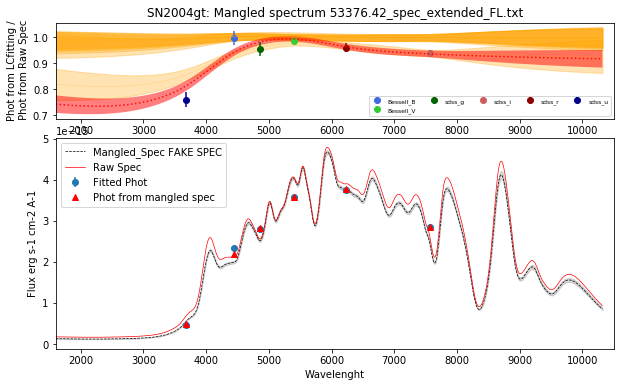 SN2004gt: Mangled spectrum 53376.42_spec_extended_FL.txt
Phot from LCfitting /
Phot from Raw Spec
1.0
0.9
0.8
0.7
Bessell_B sdss_g sdss_i sdss_r sdss_u
Bessell_V
2000 3000 4000 5000 6000 7000 8000 9000 10000
Flux erg s-1 cm-2 A-1
5
4
3
2
1
0
Mangled_Spec FAKE SPEC
Raw Spec
Fitted Phot
Phot from mangled spec
2000 3000 4000 5000 6000 7000 8000 9000 10000
Wavelenght